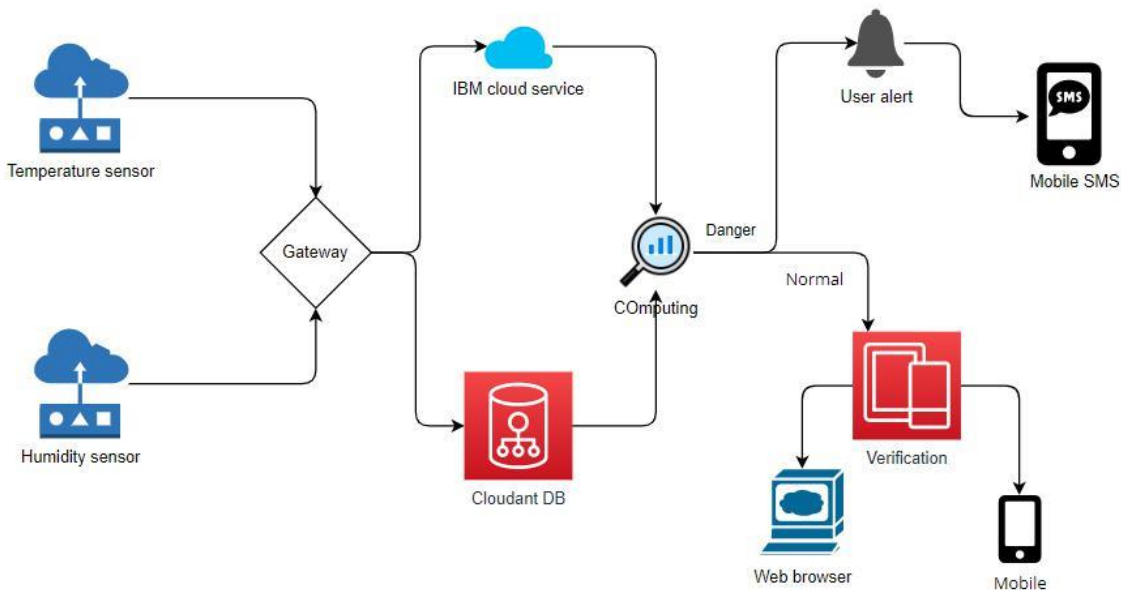 Temperature sensor
Humidity sensor
Gateway
IBM cloud service
Cloudant DB
COmputing
Danger
Normal
User alert
SMS
Mobile SMS
Verification
Web browser
Mobile